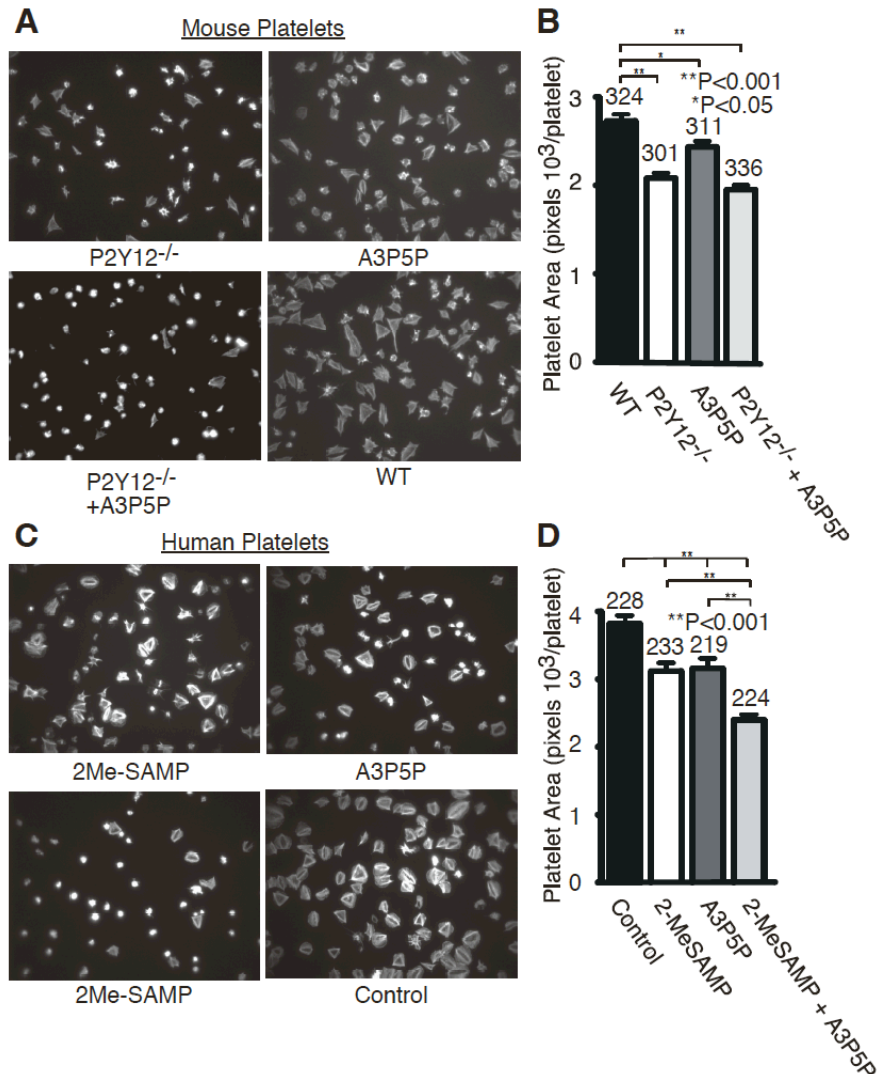 A
Mouse Platelets
P2Y12-/-
A3P5P
P2Y12-/-
+A3P5P
WT
B
**
*
**
**P<0.001
*P<0.05
324
301
311
336
Platelet Area (pixels 10³/platelet)
3
2
1
0
WT
P2Y12-/-
A3P5P
P2Y12-/- + A3P5P
C
Human Platelets
2Me-SAMP
A3P5P
2Me-SAMP
Control
D
**
**
**
**P<0.001
228
233
219
224
Platelet Area (pixels 10³/platelet)
4
3
2
1
0
Control
2-MeSAMP
A3P5P
2-MeSAMP + A3P5P